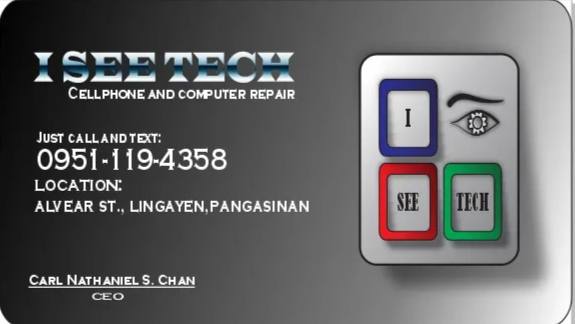 I SEE TECH
CELLPHONE AND COMPUTER REPAIR
JUST CALL AND TEXT:
0951-119-4358
LOCATION:
ALVEAR ST., LINGAYEN, PANGASINAN
CARL NATHANIEL S. CHAN
CEO
I
SEE TECH